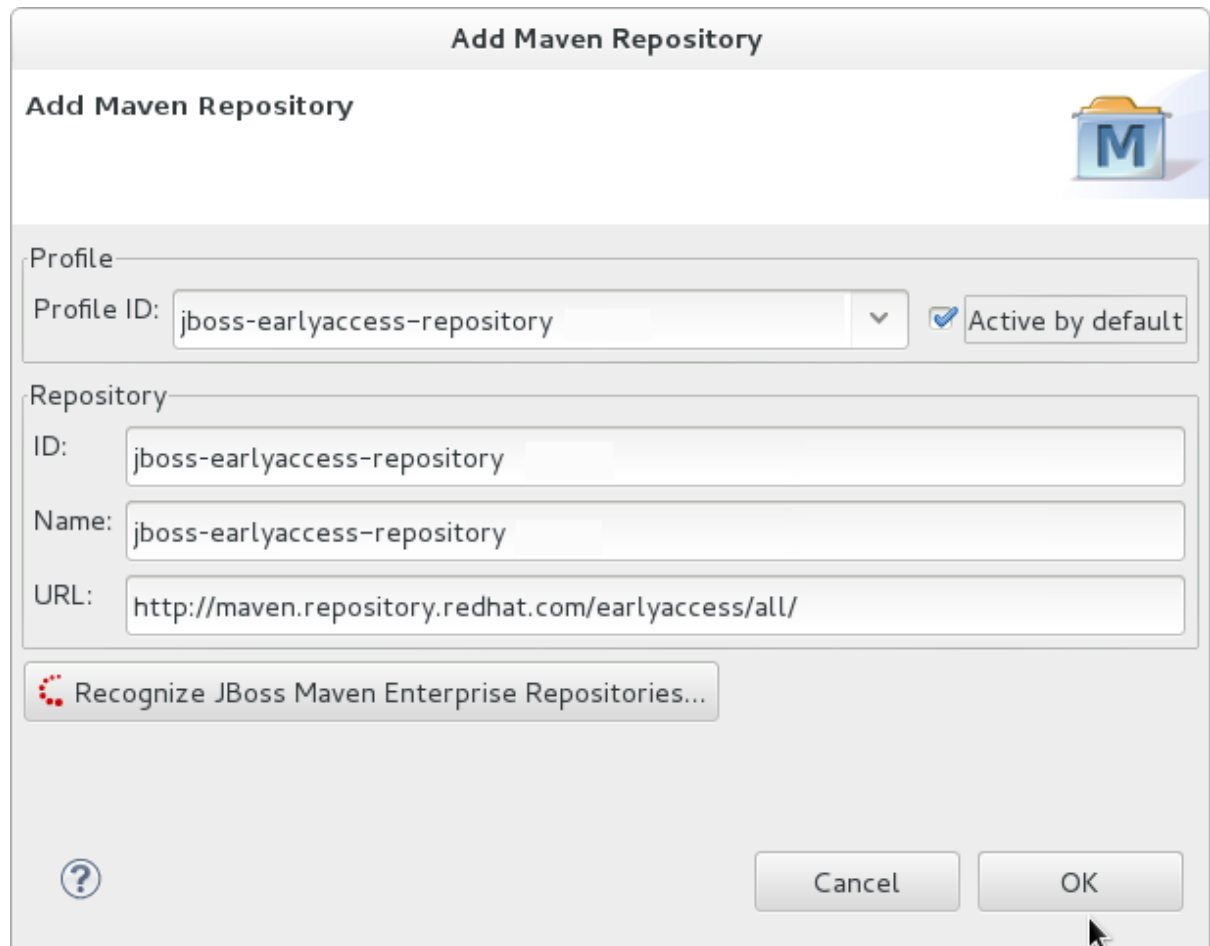 Add Maven Repository
Add Maven Repository
M
Profile
Profile ID: jboss-earlyaccess-repository Active by default
Repository
ID: jboss-earlyaccess-repository
Name: jboss-earlyaccess-repository
URL: http://maven.repository.redhat.com/earlyaccess/all/
Recognize JBoss Maven Enterprise Repositories...
? Cancel OK